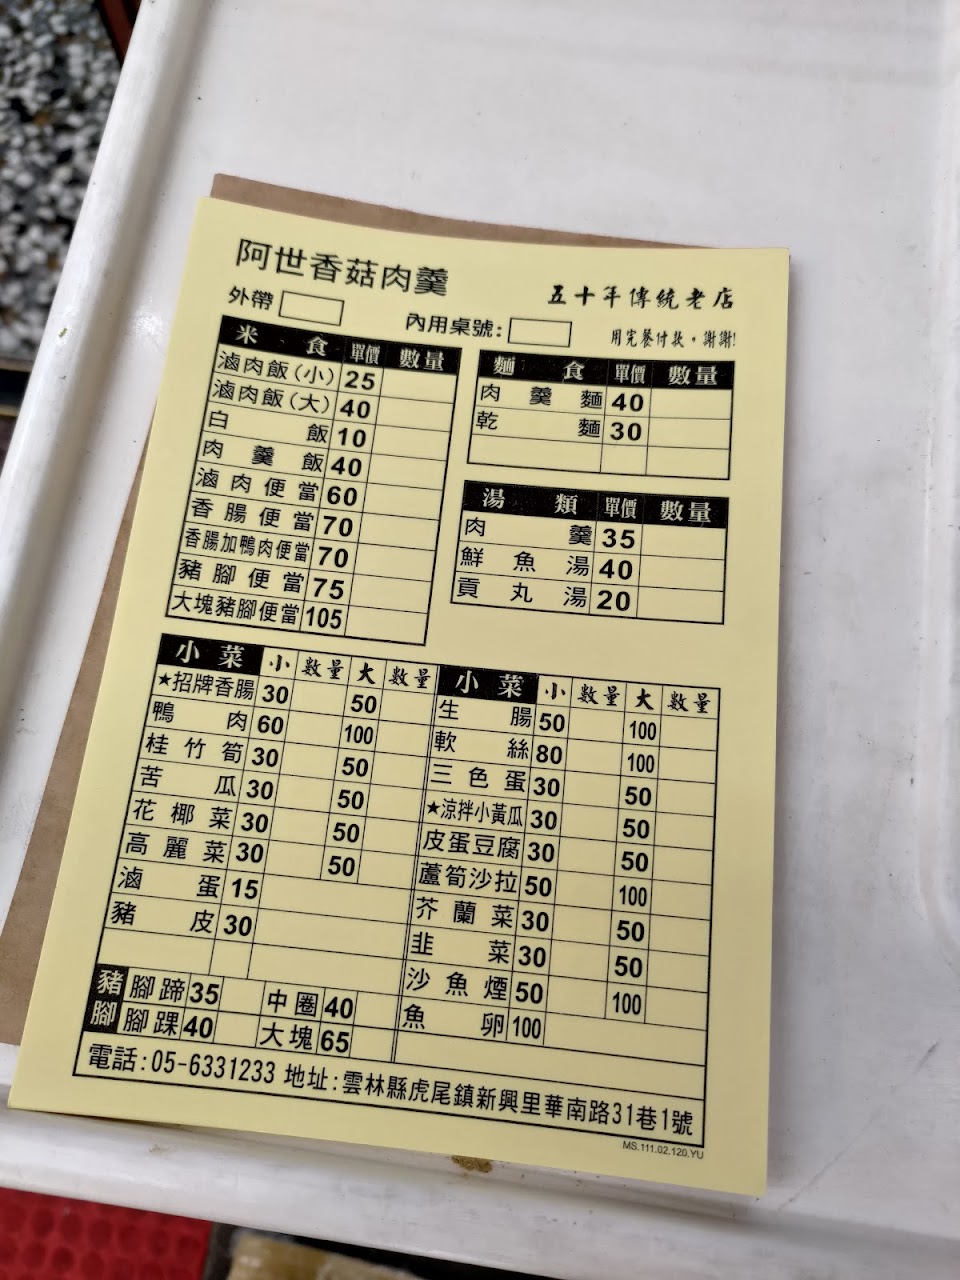 阿世香菇肉羹
五十年傳統老店
外帶
內用桌號:
用完餐付款，謝謝!
米食 單價 數量
滷肉飯(小) 25
滷肉飯(大) 40
白飯 10
肉羹飯 40
滷肉便當 60
香腸便當 70
香腸加鴨肉便當 70
豬腳便當 75
大塊豬腳便當 105
麵食 單價 數量
肉羹麵 40
乾麵 30
湯類 單價 數量
肉羹 35
鮮魚湯 40
貢丸湯 20
小菜 小 數量 大 數量
★招牌香腸 30 50
鴨肉 60 100
桂竹筍 30 50
苦瓜 30 50
花椰菜 30 50
高麗菜 30 50
滷蛋 15
豬皮 30
豬腳
腳蹄 35 中圈 40
腳踝 40 大塊 65
小菜 小 數量 大 數量
生腸 50 100
軟絲 80 100
三色蛋 30 50
★涼拌小黃瓜 30 50
皮蛋豆腐 30 50
蘆筍沙拉 50 100
芥蘭菜 30 50
韭菜 30 50
沙魚煙 50 100
魚卵 100
電話:05-6331233 地址:雲林縣虎尾鎮新興里華南路31巷1號
MS.111.02.120.YU